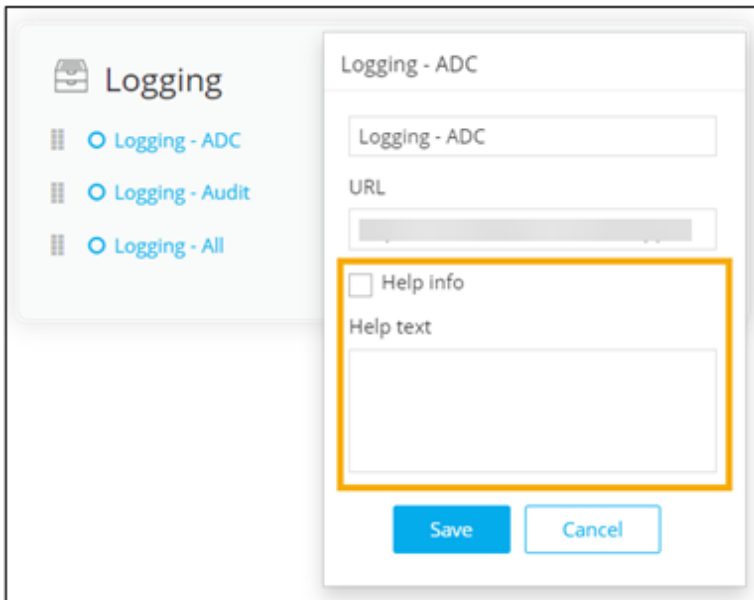 Logging
Logging - ADC
Logging - Audit
Logging - All
Logging - ADC
Logging - ADC
URL
Help info
Help text
Save
Cancel